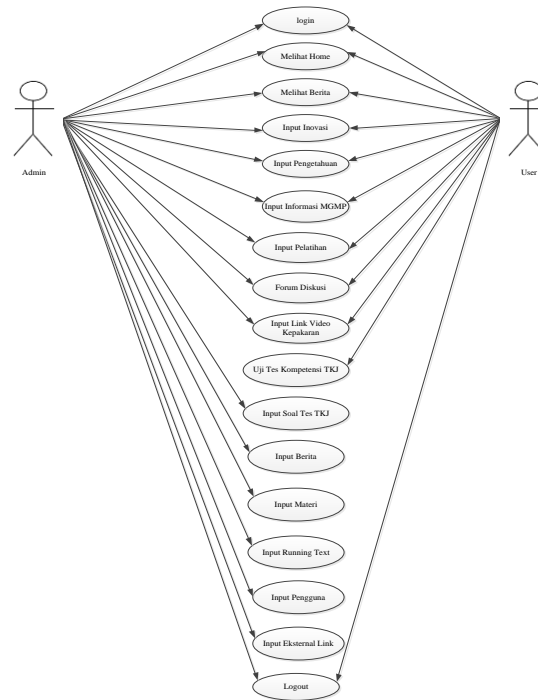 login
Melihat Home
Melihat Berita
Input Inovasi
Input Pengetahuan
Admin
User
Input Informasi MGMP
Input Pelatihan
Forum Diskusi
Input Link Video
Kepakaran
Uji Tes Kompetensi TKJ
Input Soal Tes TKJ
Input Berita
Input Materi
Input Running Text
Input Pengguna
Input Eksternal Link
Logout